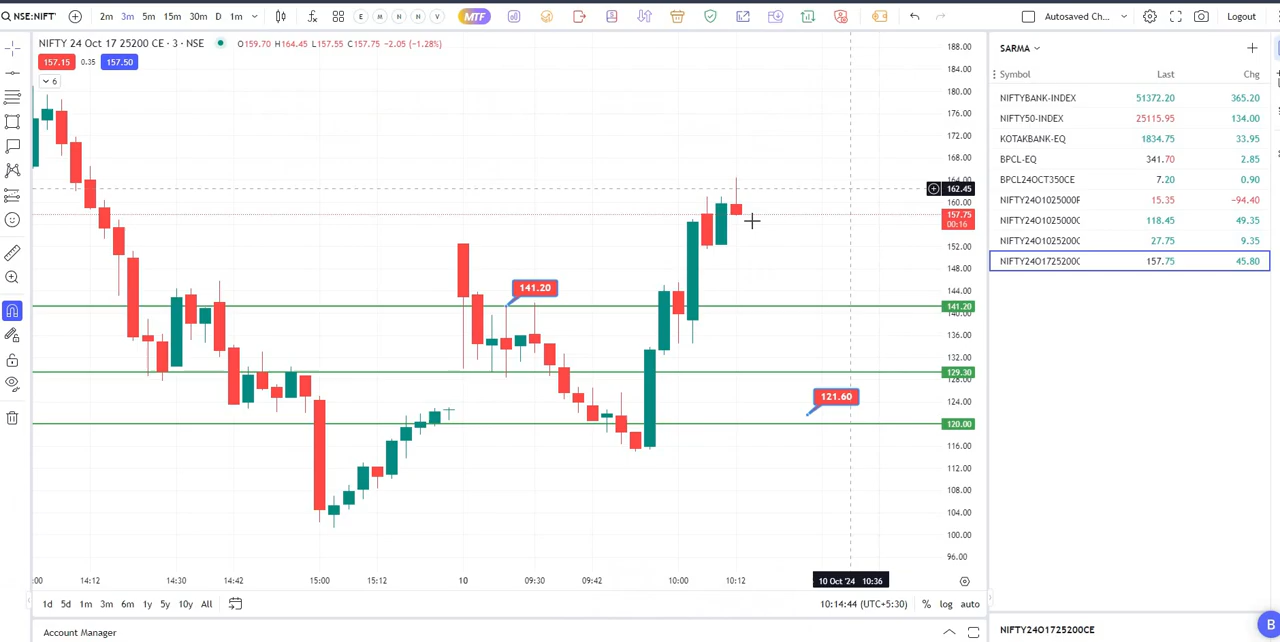 NSE:NIFT
2m 3m 5m 15m 30m D 1m
E M N N V MTF
Autosaved Ch... Logout
NIFTY 24 Oct 17 25200 CE · 3 · NSE O159.70 H164.45 L157.55 C157.75 −2.05 (−1.28%)
157.15 0.35 157.50
6
188.00
184.00
180.00
176.00
172.00
168.00
164.00
162.45
160.00
157.75
00:16
152.00
148.00
144.00
141.20
141.20
140.00
136.00
132.00
129.30
128.00
124.00
121.60
120.00
116.00
112.00
108.00
104.00
100.00
96.00
:00 14:12 14:30 14:42 15:00 15:12 10 09:30 09:42 10:00 10:12 10 Oct '24 10:36
1d 5d 1m 3m 6m 1y 5y 10y All 10:14:44 (UTC+5:30) % log auto
Account Manager
SARMA
Symbol Last Chg
NIFTYBANK-INDEX 51372.20 365.20
NIFTY50-INDEX 25115.95 134.00
KOTAKBANK-EQ 1834.75 33.95
BPCL-EQ 341.70 2.85
BPCL24OCT350CE 7.20 0.90
NIFTY24O1025000P 15.35 −94.40
NIFTY24O1025000C 118.45 49.35
NIFTY24O1025200C 27.75 9.35
NIFTY24O1725200C 157.75 45.80
NIFTY24O1725200CE
B